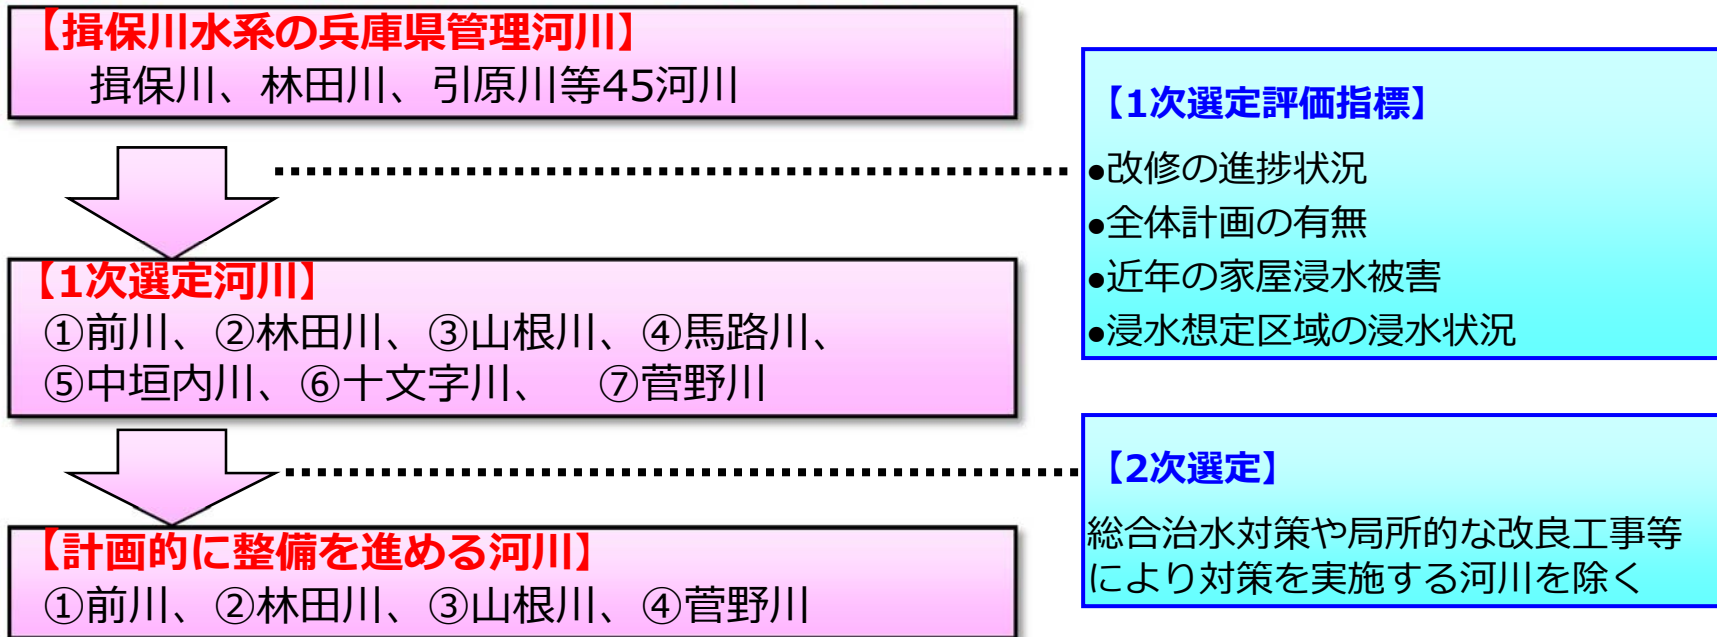 【揖保川水系の兵庫県管理河川】
揖保川、林田川、引原川等45河川
【1次選定評価指標】
●改修の進捗状況
●全体計画の有無
●近年の家屋浸水被害
●浸水想定区域の浸水状況
【1次選定河川】
①前川、②林田川、③山根川、④馬路川、
⑤中垣内川、⑥十文字川、　⑦菅野川
【2次選定】
総合治水対策や局所的な改良工事等
により対策を実施する河川を除く
【計画的に整備を進める河川】
①前川、②林田川、③山根川、④菅野川